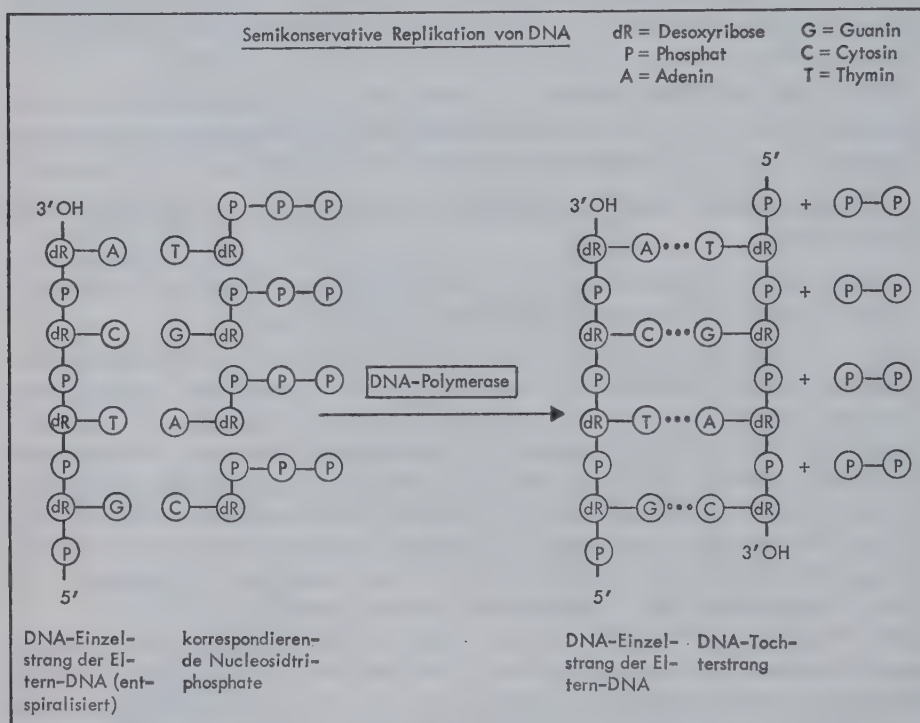 Semikonservative Replikation von DNA
dR = Desoxyribose
P = Phosphat
A = Adenin
G = Guanin
C = Cytosin
T = Thymin
3'OH
dR A
P
dR C
P
dR T
P
dR G
P
5'
P P P
T dR
P P P
G dR
P P P
A dR
P P P
C dR
DNA-Polymerase
5'
3'OH P + P P
dR A T dR
P P + P P
dR C G dR
P P + P P
dR T A dR
P P + P P
dR G C dR
P 3'OH
5'
DNA-Einzel-
strang der El-
tern-DNA (ent-
spiralisiert)
korrespondieren-
de Nucleosidtri-
phosphate
DNA-Einzel-
strang der El-
tern-DNA
DNA-Toch-
terstrang